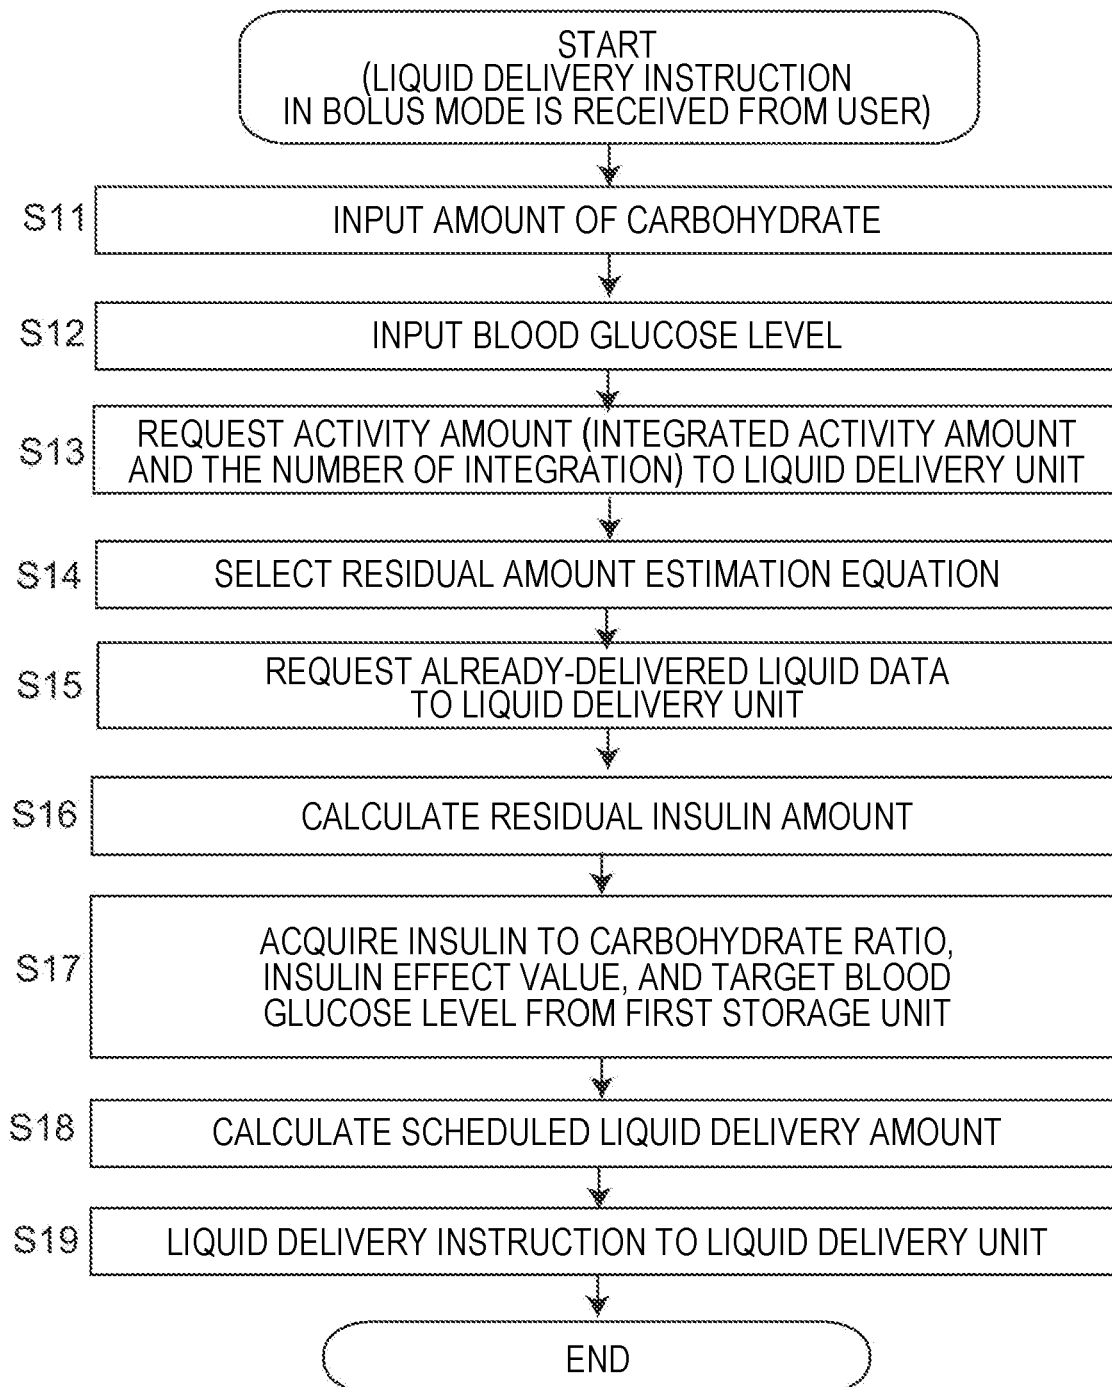 START
(LIQUID DELIVERY INSTRUCTION
IN BOLUS MODE IS RECEIVED FROM USER)
S11
INPUT AMOUNT OF CARBOHYDRATE
S12
INPUT BLOOD GLUCOSE LEVEL
S13
REQUEST ACTIVITY AMOUNT (INTEGRATED ACTIVITY AMOUNT
AND THE NUMBER OF INTEGRATION) TO LIQUID DELIVERY UNIT
S14
SELECT RESIDUAL AMOUNT ESTIMATION EQUATION
S15
REQUEST ALREADY-DELIVERED LIQUID DATA
TO LIQUID DELIVERY UNIT
S16
CALCULATE RESIDUAL INSULIN AMOUNT
S17
ACQUIRE INSULIN TO CARBOHYDRATE RATIO,
INSULIN EFFECT VALUE, AND TARGET BLOOD
GLUCOSE LEVEL FROM FIRST STORAGE UNIT
S18
CALCULATE SCHEDULED LIQUID DELIVERY AMOUNT
S19
LIQUID DELIVERY INSTRUCTION TO LIQUID DELIVERY UNIT
END